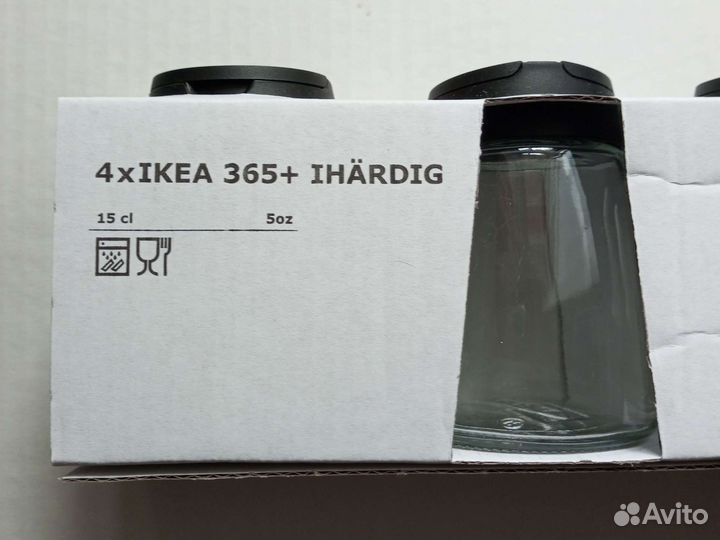 4xIKEA 365+ IHÄRDIG
15 cl 5oz
Avito